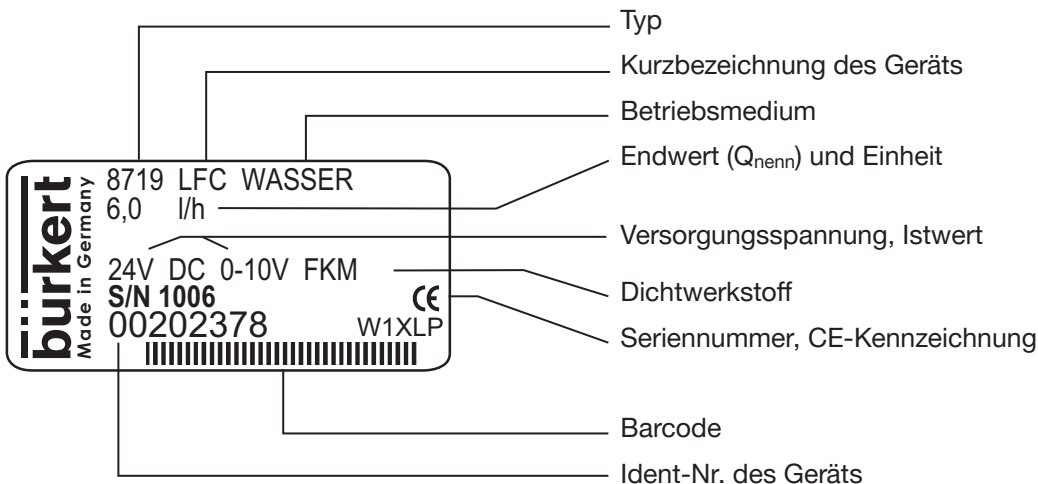 Typ
Kurzbezeichnung des Geräts
Betriebsmedium
Endwert (Qnenn) und Einheit
Versorgungsspannung, Istwert
Dichtwerkstoff
Seriennummer, CE-Kennzeichnung
Barcode
Ident-Nr. des Geräts
bürkert
Made in Germany
8719 LFC WASSER
6,0 l/h
24V DC 0-10V FKM
S/N 1006 CE
00202378 W1XLP